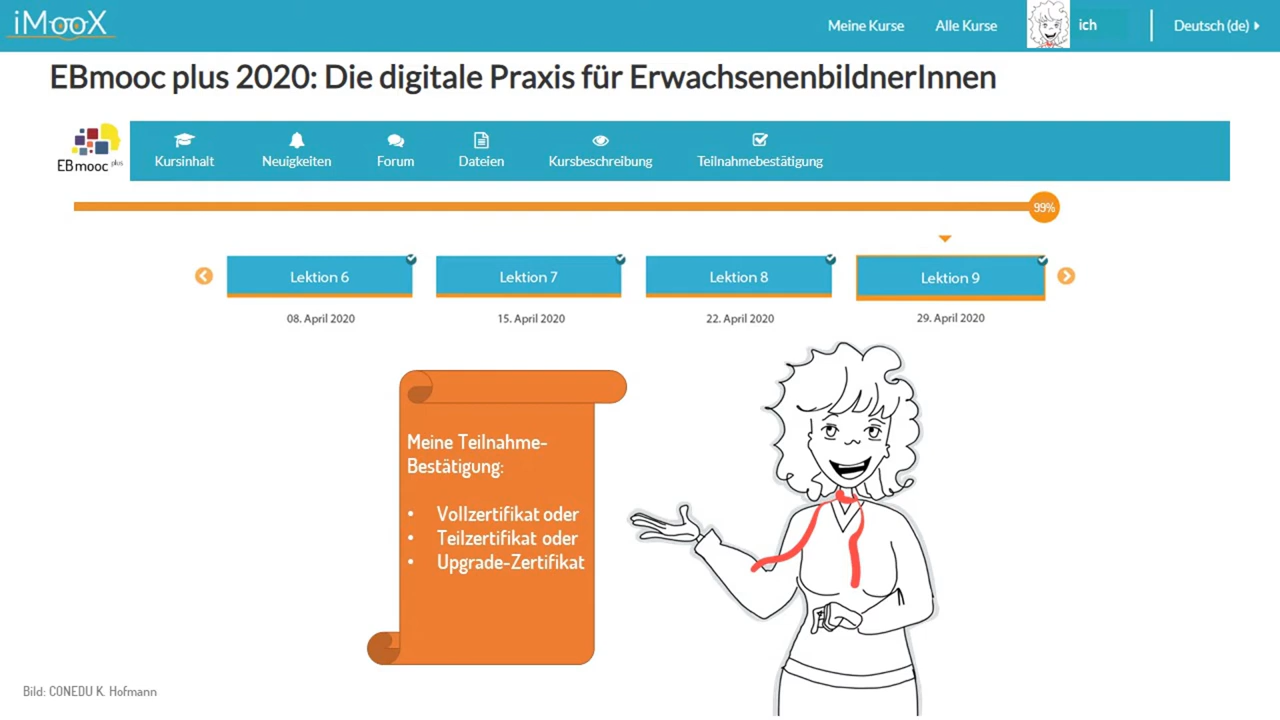 iMooX
Meine Kurse
Alle Kurse
ich
Deutsch (de)
EBmooc plus 2020: Die digitale Praxis für ErwachsenenbildnerInnen
EBmooc plus
Kursinhalt
Neuigkeiten
Forum
Dateien
Kursbeschreibung
Teilnahmebestätigung
99%
Lektion 6
Lektion 7
Lektion 8
Lektion 9
08. April 2020
15. April 2020
22. April 2020
29. April 2020
Meine Teilnahme-
Bestätigung:
• Vollzertifikat oder
• Teilzertifikat oder
• Upgrade-Zertifikat
Bild: CONEDU K. Hofmann